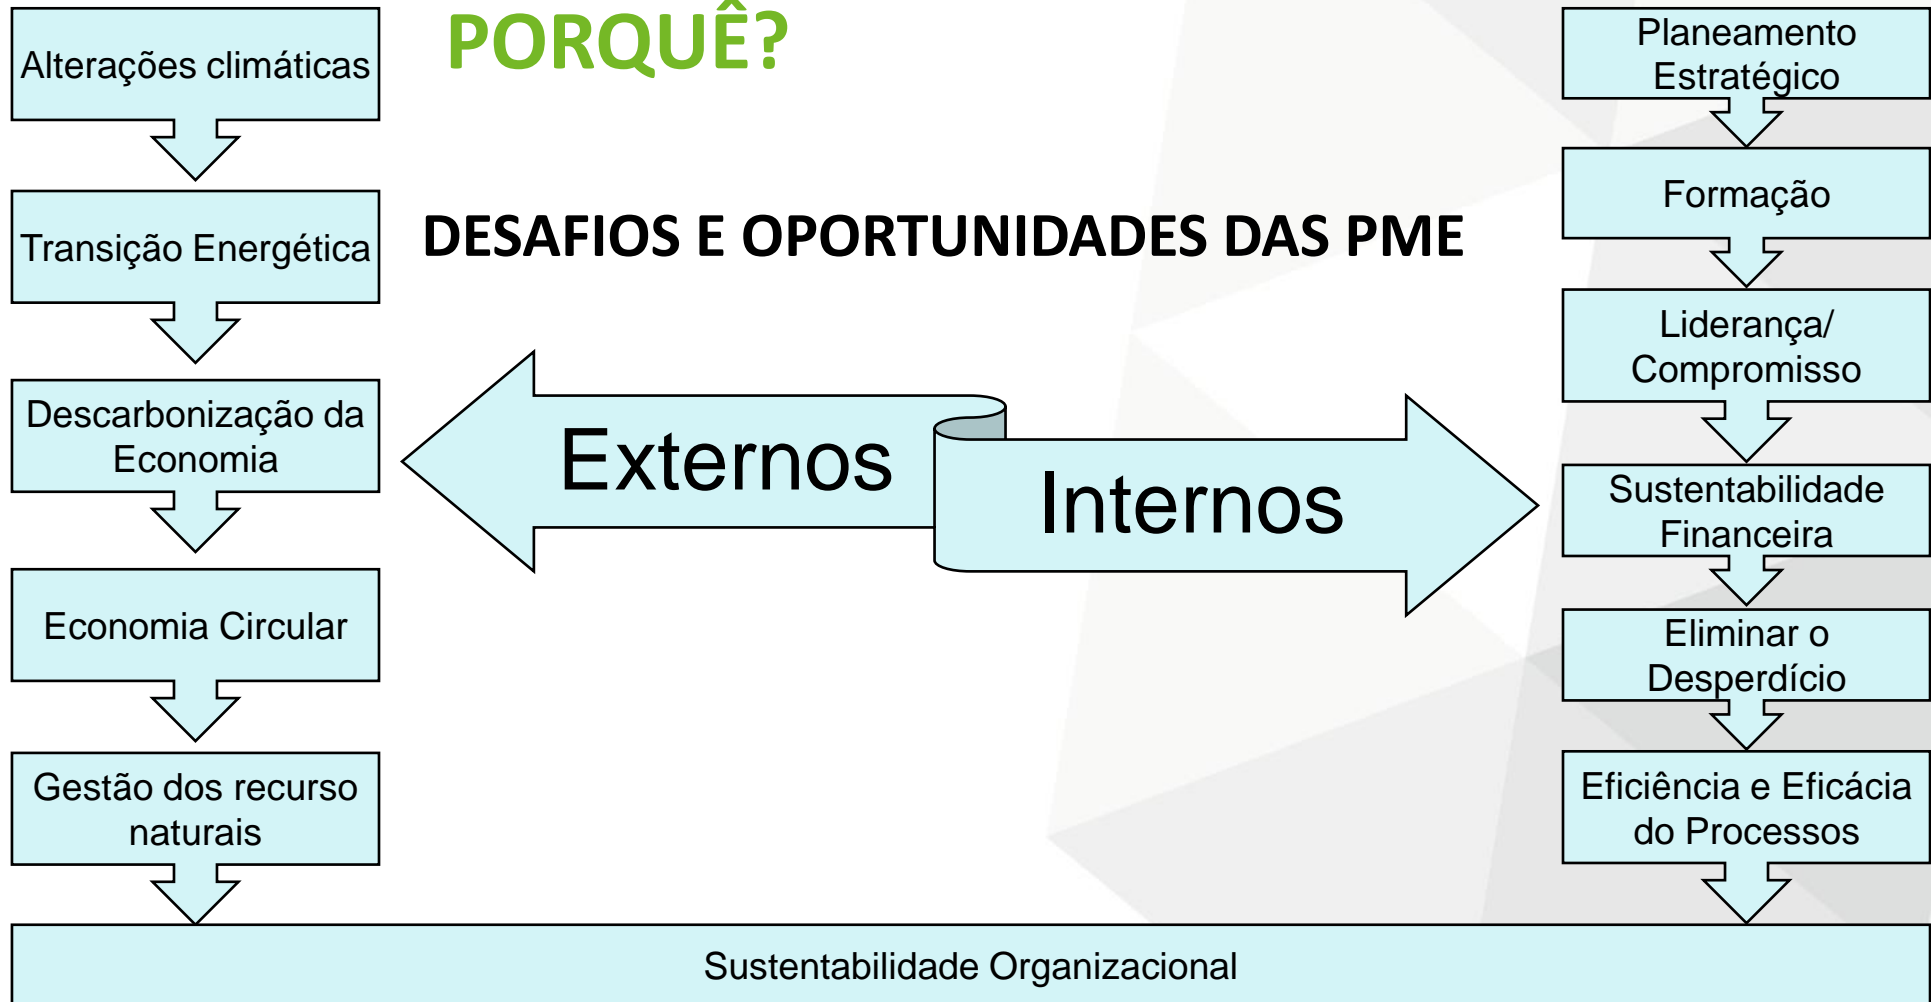 PORQUÊ?
DESAFIOS E OPORTUNIDADES DAS PME
Alterações climáticas
Transição Energética
Descarbonização da
Economia
Economia Circular
Gestão dos recurso
naturais
Externos
Internos
Planeamento
Estratégico
Formação
Liderança/
Compromisso
Sustentabilidade
Financeira
Eliminar o
Desperdício
Eficiência e Eficácia
do Processos
Sustentabilidade Organizacional